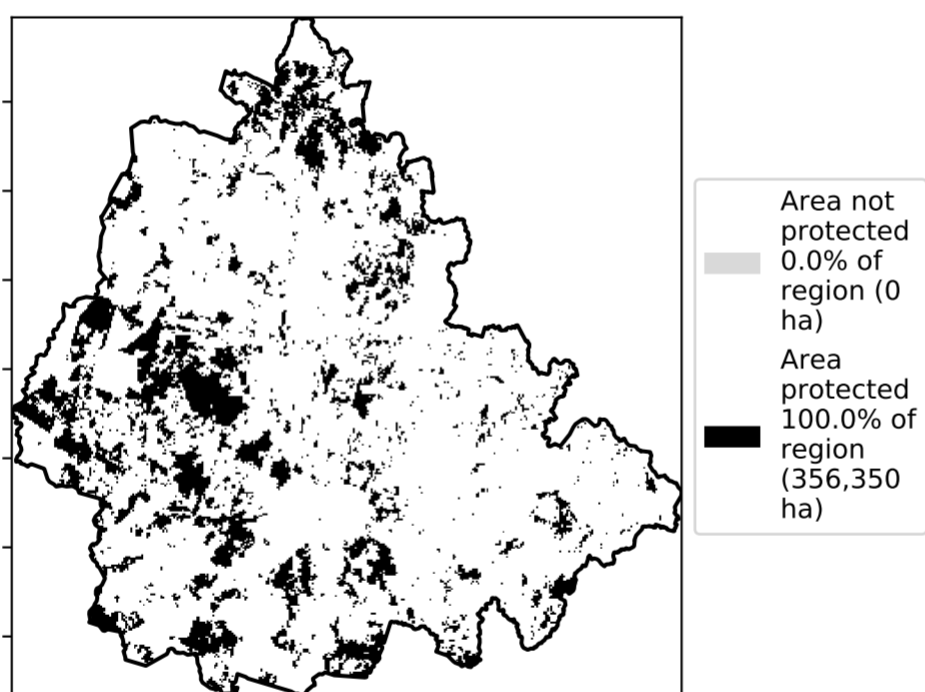 Area not
protected
0.0% of
region (0
ha)
Area
protected
100.0% of
region
(356,350
ha)